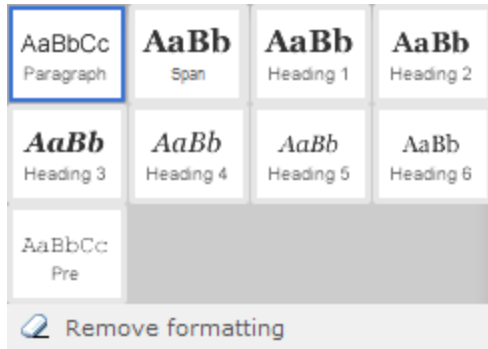 AaBbCc AaBb AaBb AaBb
Paragraph Span Heading 1 Heading 2
AaBb AaBb AaBb AaBb
Heading 3 Heading 4 Heading 5 Heading 6
AaBbCc
Pre
Remove formatting